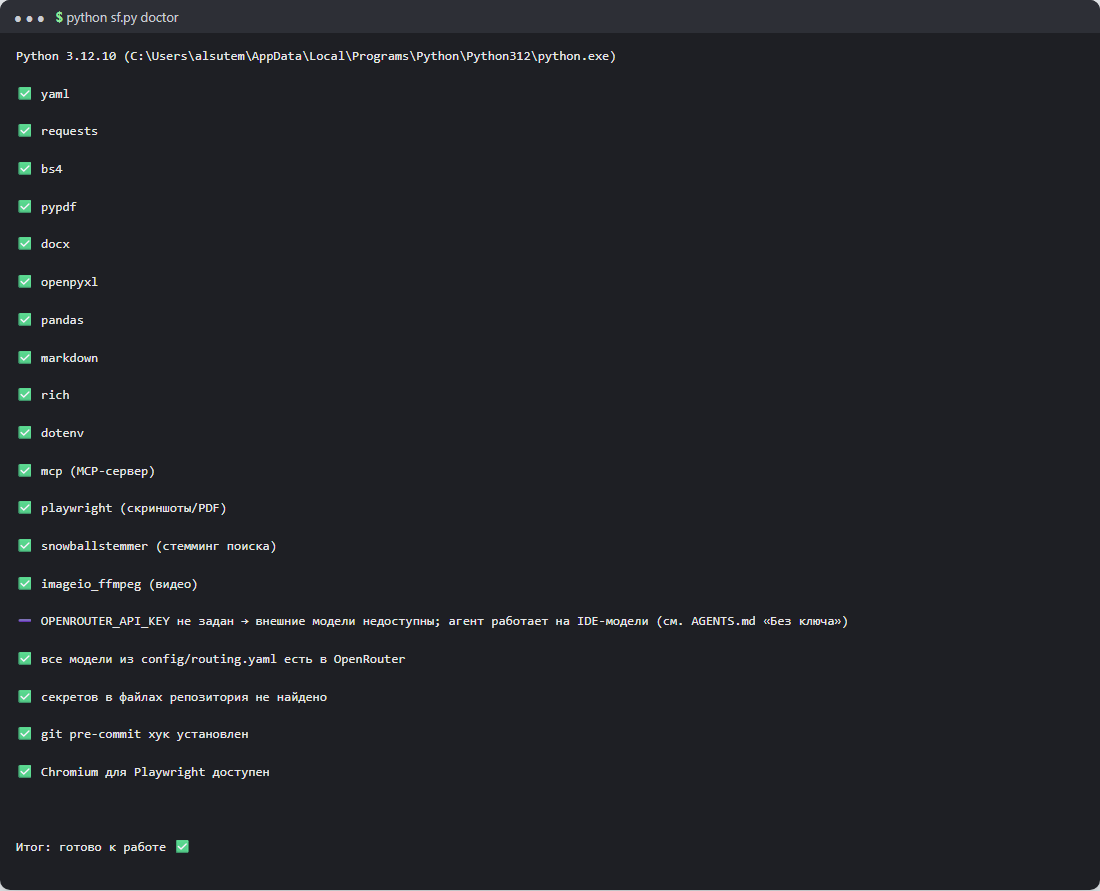 $ python sf.py doctor
Python 3.12.10 (C:\Users\alsutem\AppData\Local\Programs\Python\Python312\python.exe)
✅ yaml
✅ requests
✅ bs4
✅ pypdf
✅ docx
✅ openpyxl
✅ pandas
✅ markdown
✅ rich
✅ dotenv
✅ mcp (MCP-сервер)
✅ playwright (скриншоты/PDF)
✅ snowballstemmer (стемминг поиска)
✅ imageio_ffmpeg (видео)
➖ OPENROUTER_API_KEY не задан → внешние модели недоступны; агент работает на IDE-модели (см. AGENTS.md «Без ключа»)
✅ все модели из config/routing.yaml есть в OpenRouter
✅ секретов в файлах репозитория не найдено
✅ git pre-commit хук установлен
✅ Chromium для Playwright доступен
Итог: готово к работе ✅